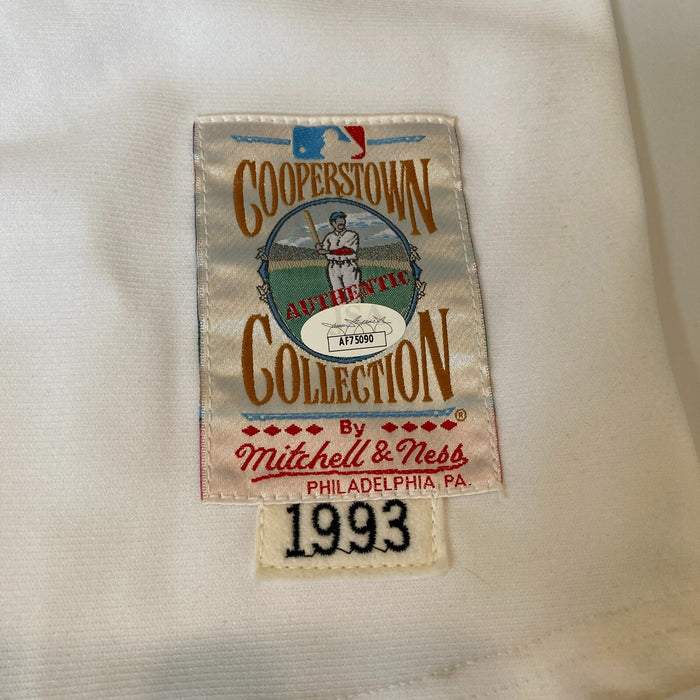 COOPERSTOWN
AUTHENTIC
AF75090
COLLECTION®
By
Mitchell & Ness
PHILADELPHIA, PA.
1993